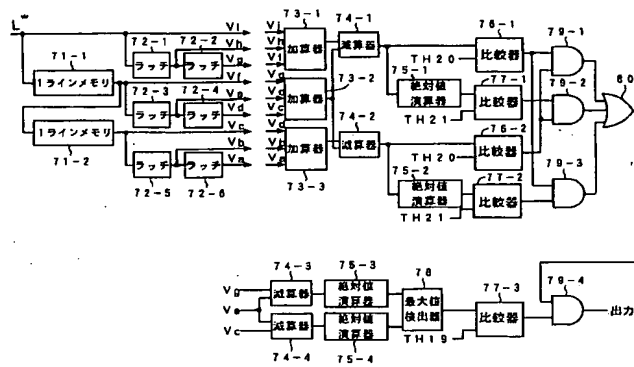 L*
71-1
1ラインメモリ
1ラインメモリ
71-2
72-1
72-2
ラッチ
ラッチ
72-3
72-4
ラッチ
ラッチ
ラッチ
ラッチ
72-5
72-6
Vi
Vh
Vg
Vf
Ve
Vd
Vc
Vb
Va
73-1
加算器
73-2
加算器
加算器
73-3
74-1
減算器
74-2
減算器
76-1
比較器
TH20
75-1
絶対値
演算器
77-1
比較器
TH21
76-2
比較器
TH20
75-2
絶対値
演算器
77-2
比較器
TH21
79-1
79-2
79-3
80
74-3
Vg
減算器
Ve
Vc
減算器
74-4
75-3
絶対値
演算器
絶対値
演算器
75-4
78
最大値
検出器
77-3
比較器
TH19
79-4
出力